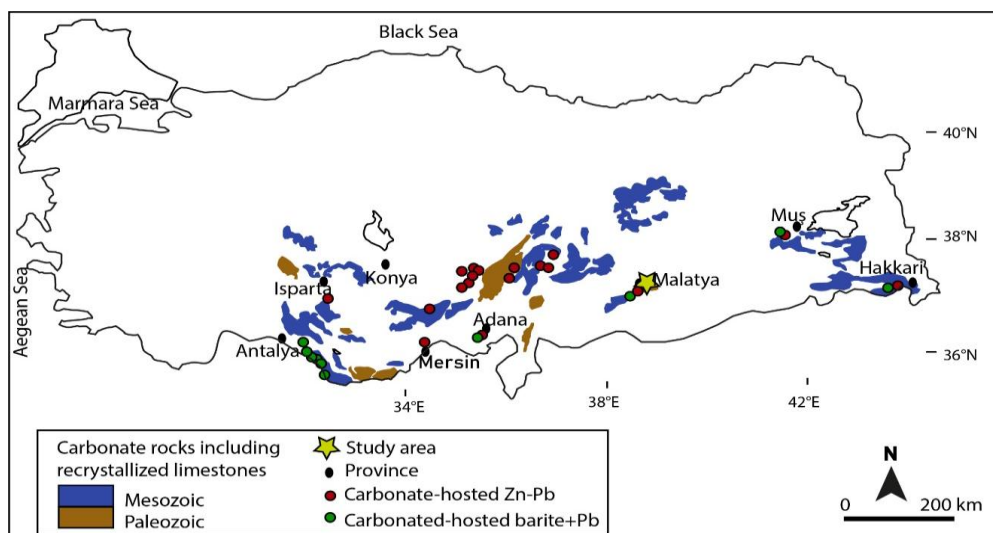 Black Sea
Marmara Sea
40°N
Muş
38°N
Konya
Hakkari
Isparta
Malatya
Aegean Sea
Adana
Antalya
Mersin
36°N
34°E
38°E
42°E
Carbonate rocks including
recrystallized limestones
Mesozoic
Paleozoic
Study area
Province
Carbonate-hosted Zn-Pb
Carbonated-hosted barite+Pb
N
0 200 km